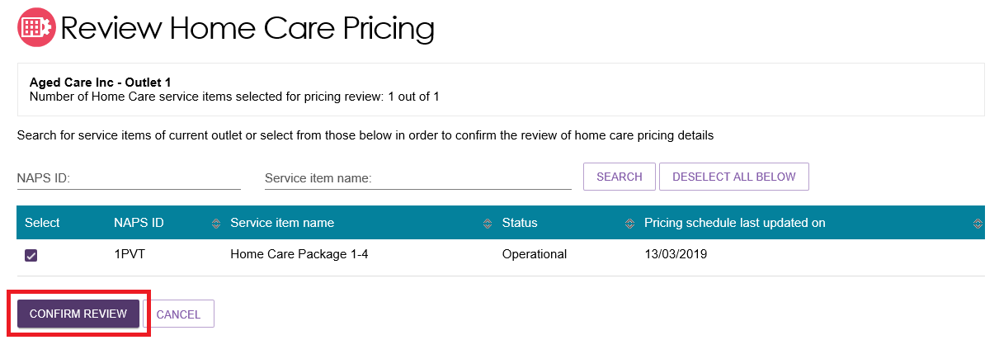 Review Home Care Pricing
Aged Care Inc - Outlet 1
Number of Home Care service items selected for pricing review: 1 out of 1
Search for service items of current outlet or select from those below in order to confirm the review of home care pricing details
NAPS ID: Service item name: SEARCH DESELECT ALL BELOW
Select NAPS ID Service item name Status Pricing schedule last updated on
1PVT Home Care Package 1-4 Operational 13/03/2019
CONFIRM REVIEW CANCEL